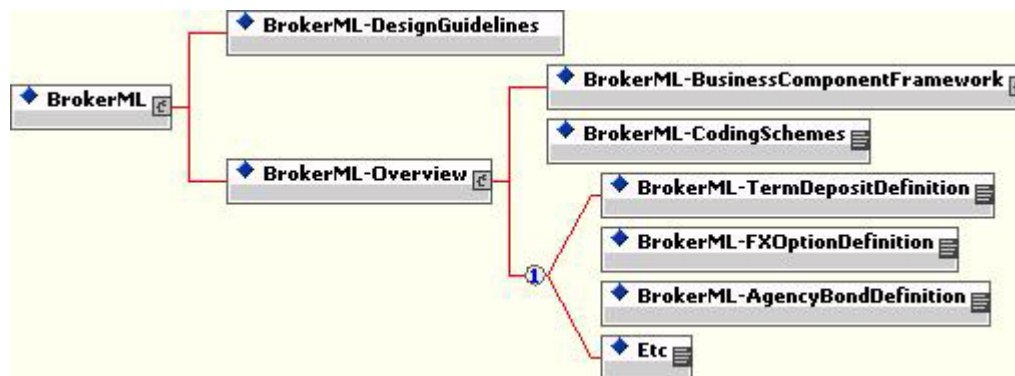 BrokerML-DesignGuidelines
BrokerML-BusinessComponentFramework
BrokerML
BrokerML-CodingSchemes
BrokerML-Overview
BrokerML-TermDepositDefinition
BrokerML-FXOptionDefinition
1
BrokerML-AgencyBondDefinition
Etc